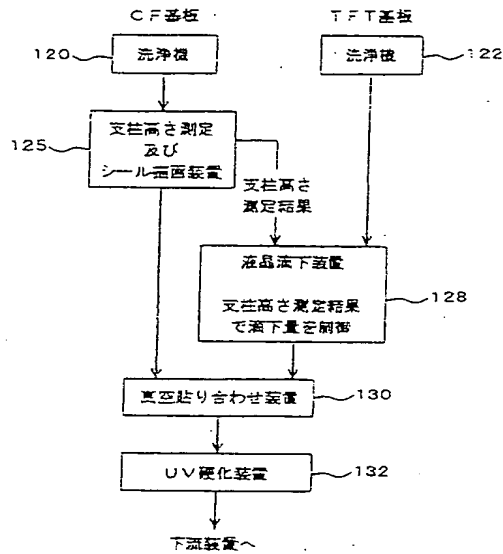 CF基板
TFT基板
120
洗浄機
洗浄機
122
125
支柱高さ測定
及び
シール描画装置
支柱高さ
測定結果
液晶滴下装置
支柱高さ測定結果
で滴下量を制御
128
真空貼り合わせ装置
130
UV硬化装置
132
下流装置へ